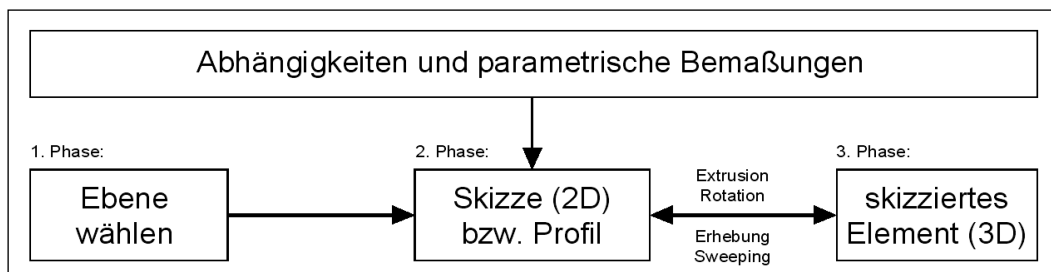 Abhängigkeiten und parametrische Bemaßungen
1. Phase:
Ebene
wählen
2. Phase:
Skizze (2D)
bzw. Profil
Extrusion
Rotation
Erhebung
Sweeping
3. Phase:
skizziertes
Element (3D)